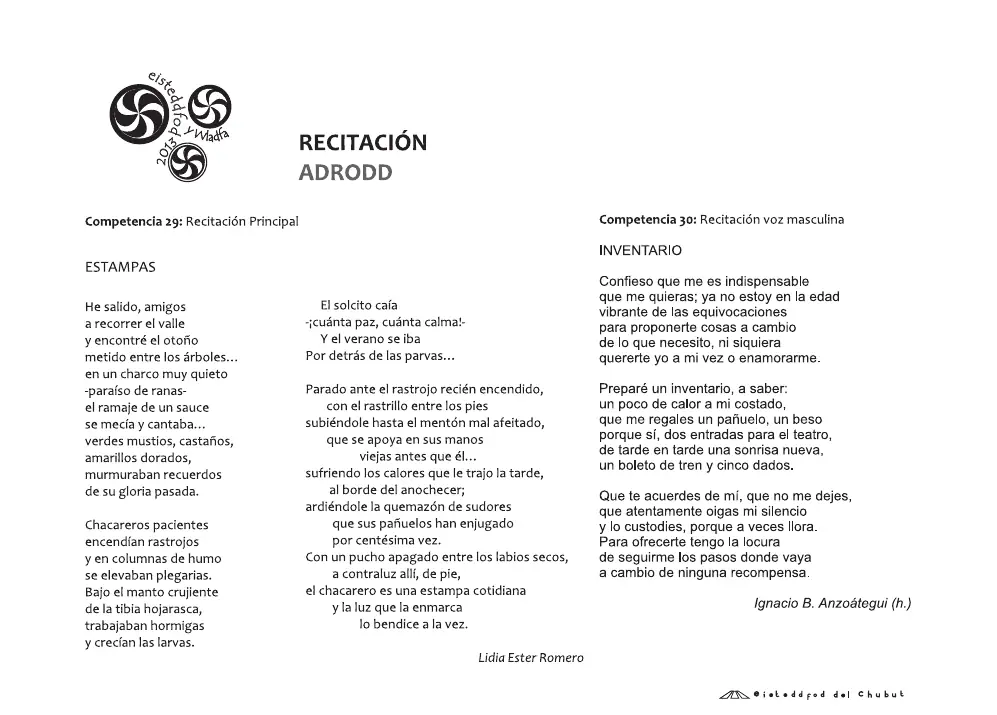 eisteddfod y Wladfa 2013
RECITACIÓN
ADRODD
Competencia 29: Recitación Principal
ESTAMPAS
He salido, amigos
a recorrer el valle
y encontré el otoño
metido entre los árboles...
en un charco muy quieto
-paraíso de ranas-
el ramaje de un sauce
se mecía y cantaba...
verdes mustios, castaños,
amarillos dorados,
murmuraban recuerdos
de su gloria pasada.
Chacareros pacientes
encendían rastrojos
y en columnas de humo
se elevaban plegarias.
Bajo el manto crujiente
de la tibia hojarasca,
trabajaban hormigas
y crecían las larvas.
El solcito caía
-¡cuánta paz, cuánta calma!-
Y el verano se iba
Por detrás de las parvas...
Parado ante el rastrojo recién encendido,
con el rastrillo entre los pies
subiéndole hasta el mentón mal afeitado,
que se apoya en sus manos
viejas antes que él...
sufriendo los calores que le trajo la tarde,
al borde del anochecer;
ardiéndole la quemazón de sudores
que sus pañuelos han enjugado
por centésima vez.
Con un pucho apagado entre los labios secos,
a contraluz allí, de pie,
el chacarero es una estampa cotidiana
y la luz que la enmarca
lo bendice a la vez.
Lidia Ester Romero
Competencia 30: Recitación voz masculina
INVENTARIO
Confieso que me es indispensable
que me quieras; ya no estoy en la edad
vibrante de las equivocaciones
para proponerte cosas a cambio
de lo que necesito, ni siquiera
quererte yo a mi vez o enamorarme.
Preparé un inventario, a saber:
un poco de calor a mi costado,
que me regales un pañuelo, un beso
porque sí, dos entradas para el teatro,
de tarde en tarde una sonrisa nueva,
un boleto de tren y cinco dados.
Que te acuerdes de mí, que no me dejes,
que atentamente oigas mi silencio
y lo custodies, porque a veces llora.
Para ofrecerte tengo la locura
de seguirme los pasos donde vaya
a cambio de ninguna recompensa.
Ignacio B. Anzoátegui (h.)
eisteddfod del Chubut